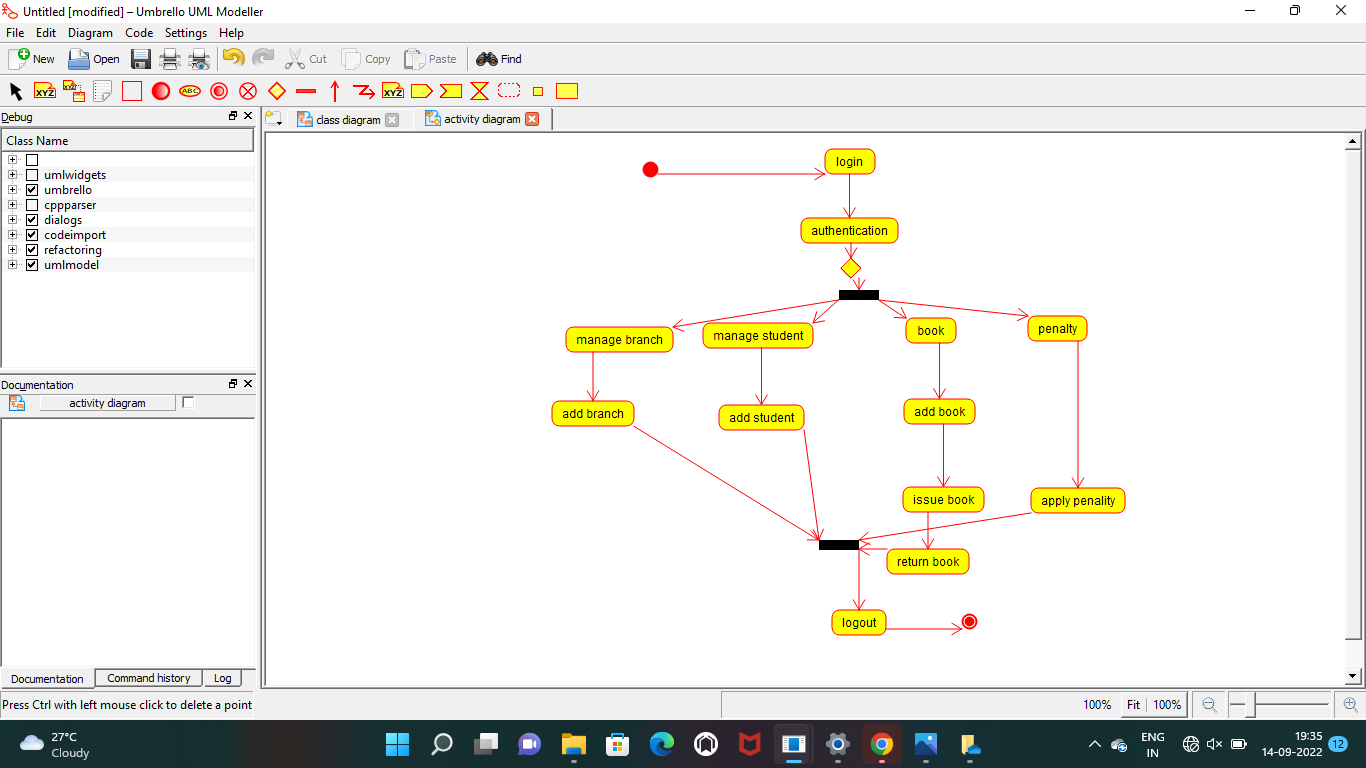 Untitled [modified] – Umbrello UML Modeller
File Edit Diagram Code Settings Help
New Open Cut Copy Paste Find
XYZ XYZ ABC XYZ
Debug
class diagram activity diagram
Class Name
umlwidgets
umbrello
cppparser
dialogs
codeimport
refactoring
umlmodel
Documentation
activity diagram
login
authentication
manage branch manage student book penalty
add branch add student add book
issue book apply penality
return book
logout
Documentation Command history Log
Press Ctrl with left mouse click to delete a point
100% Fit 100%
27°C
Cloudy
ENG
IN
19:35
14-09-2022
12